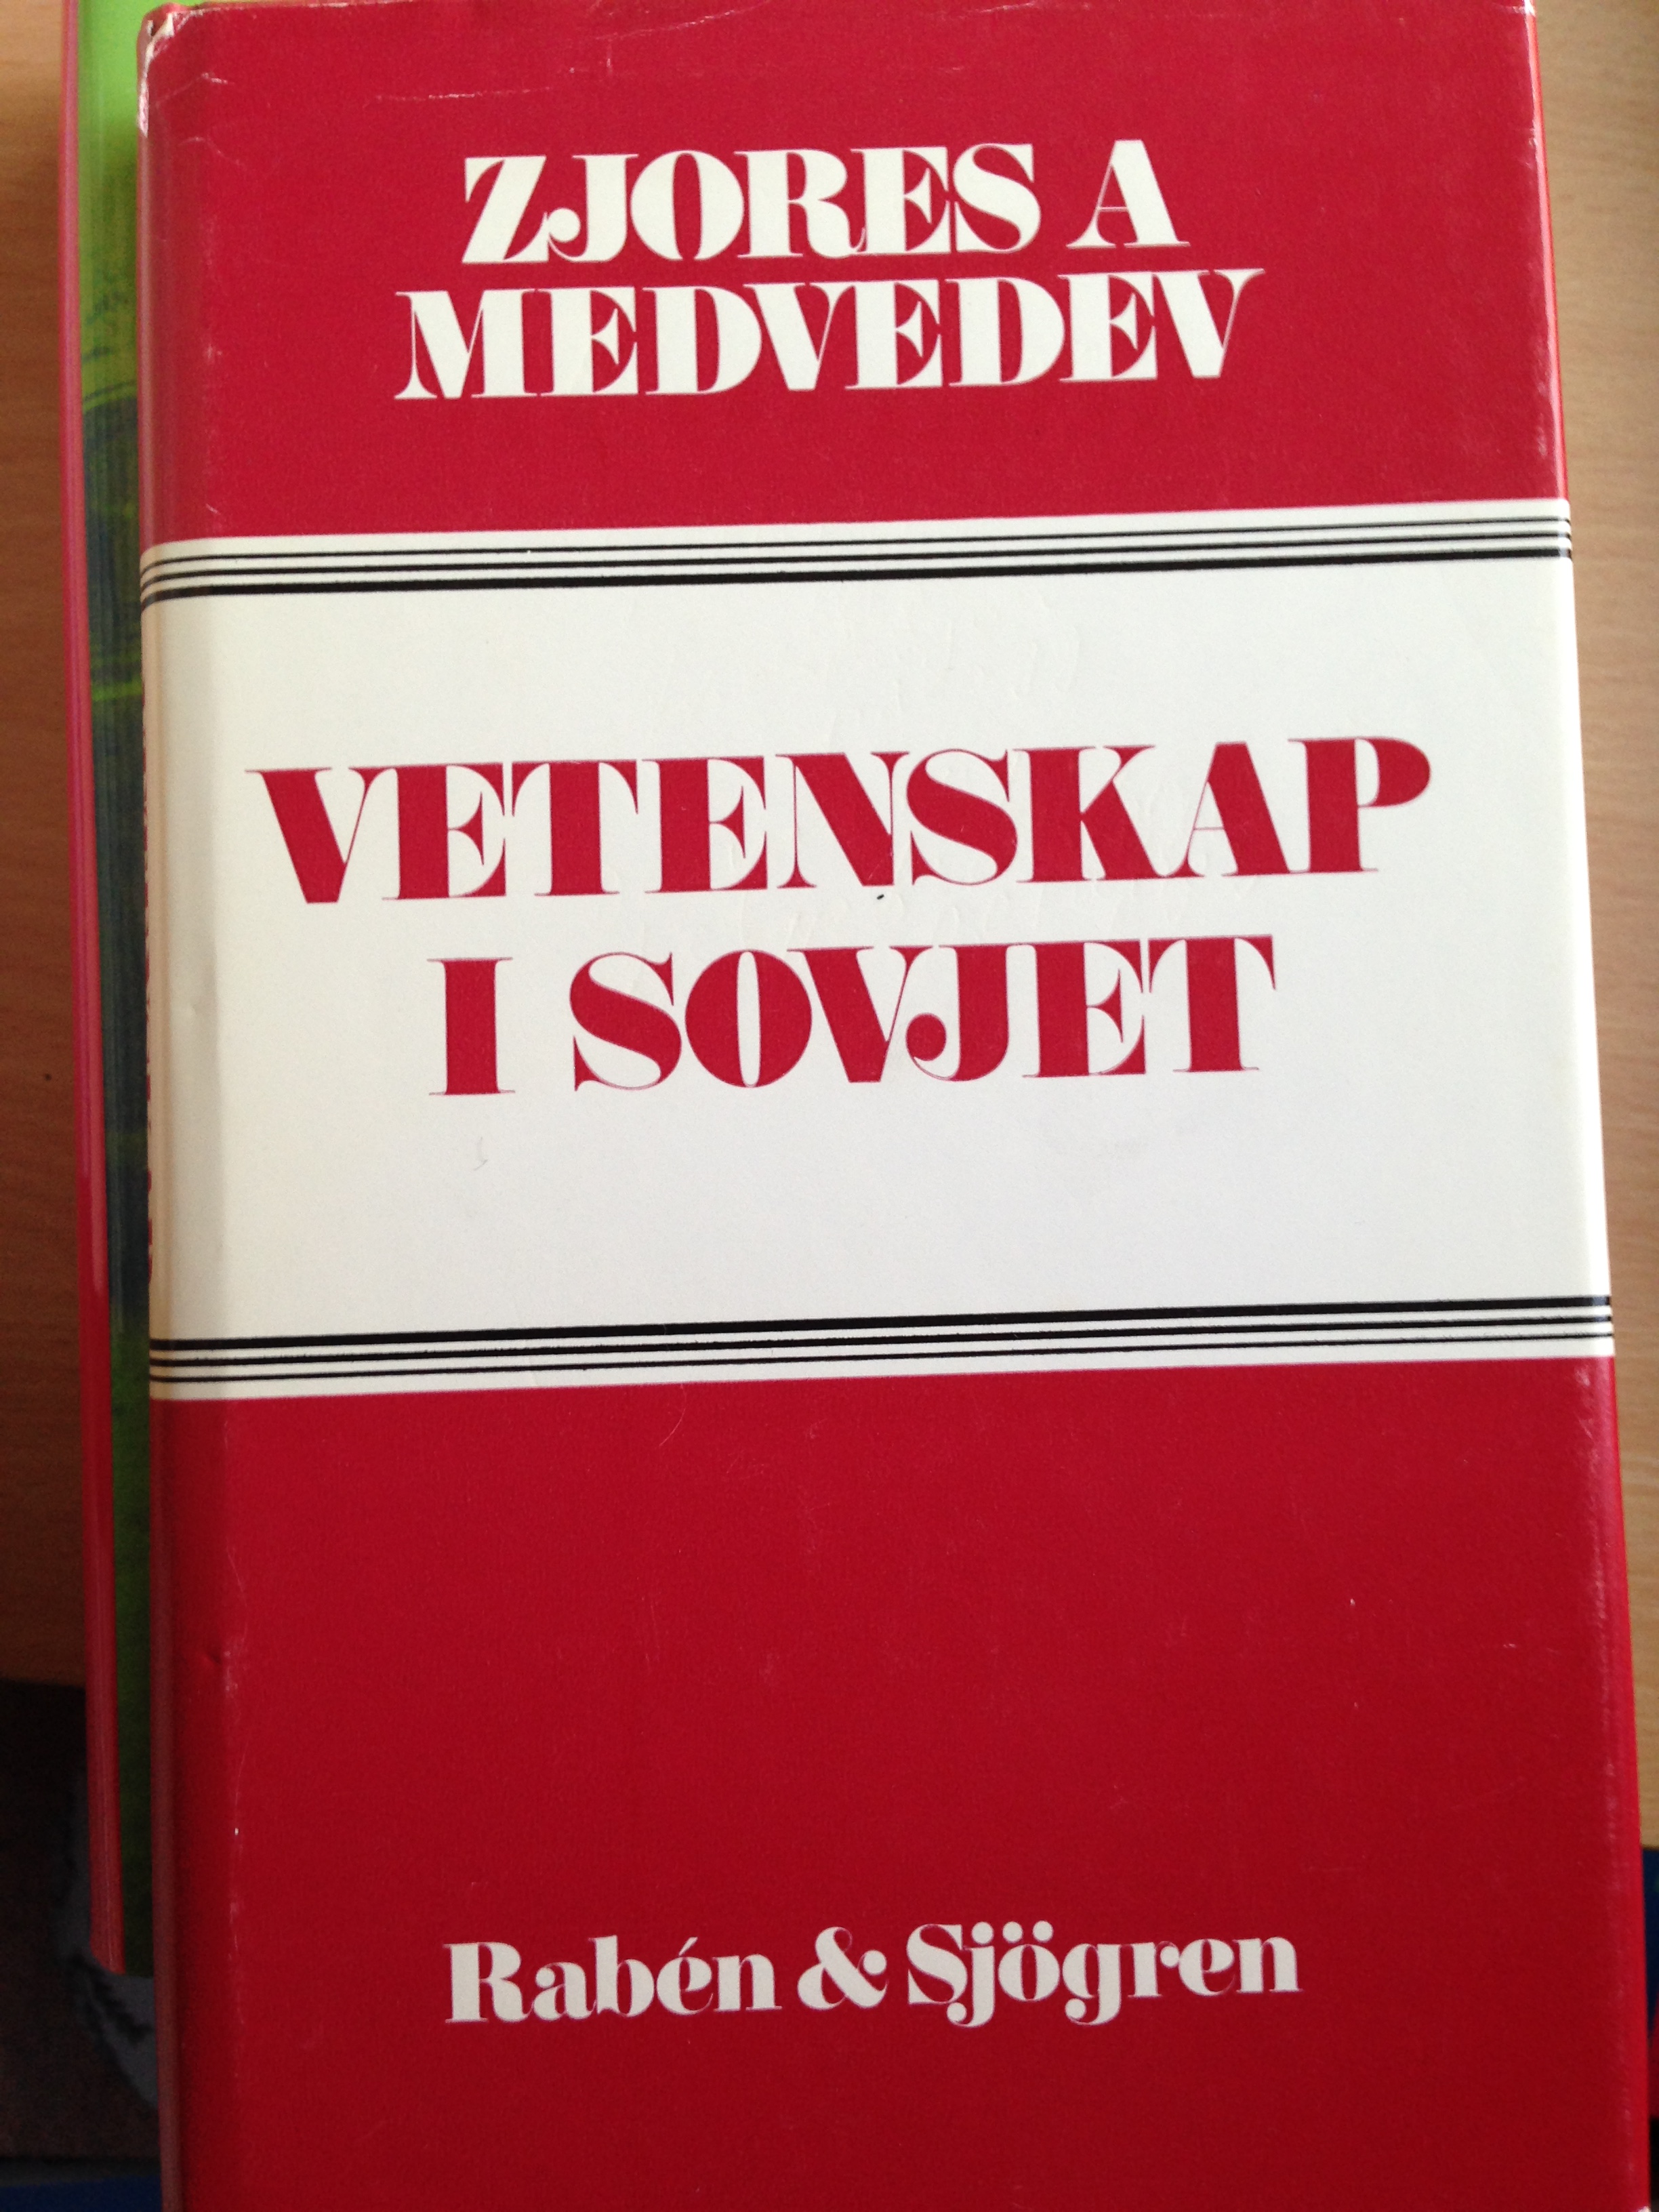 ZJORES A
MEDVEDEV
VETENSKAP
I SOVJET
Rabén & Sjögren